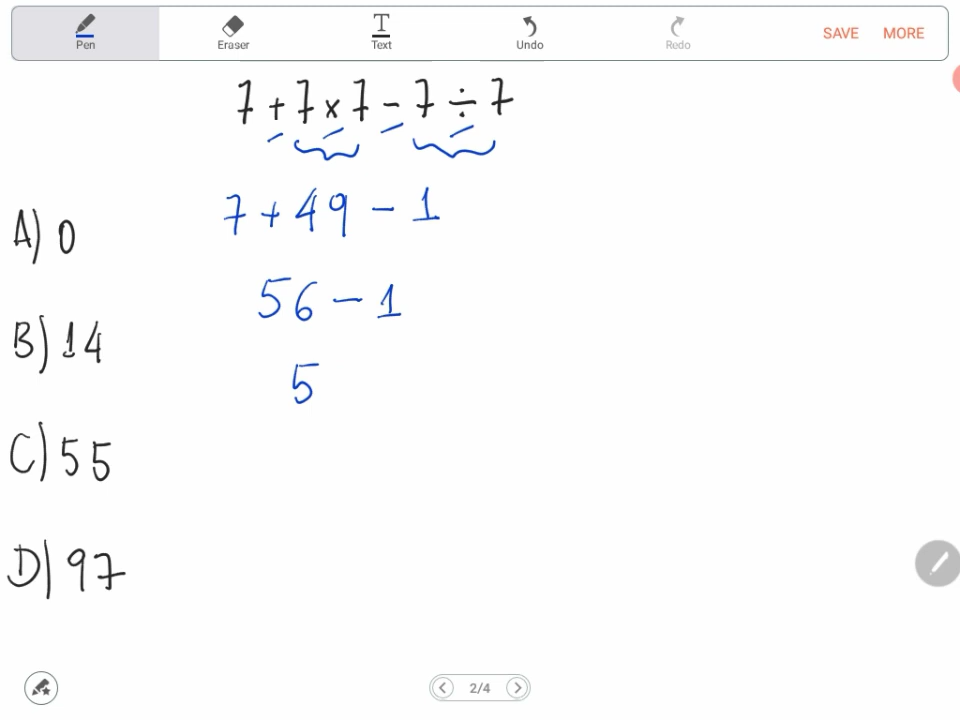 Pen Eraser Text Undo Redo SAVE MORE
7 + 7 × 7 - 7 ÷ 7
7 + 49 - 1
A) 0
56 - 1
B) 14
5
C) 55
D) 97
2/4